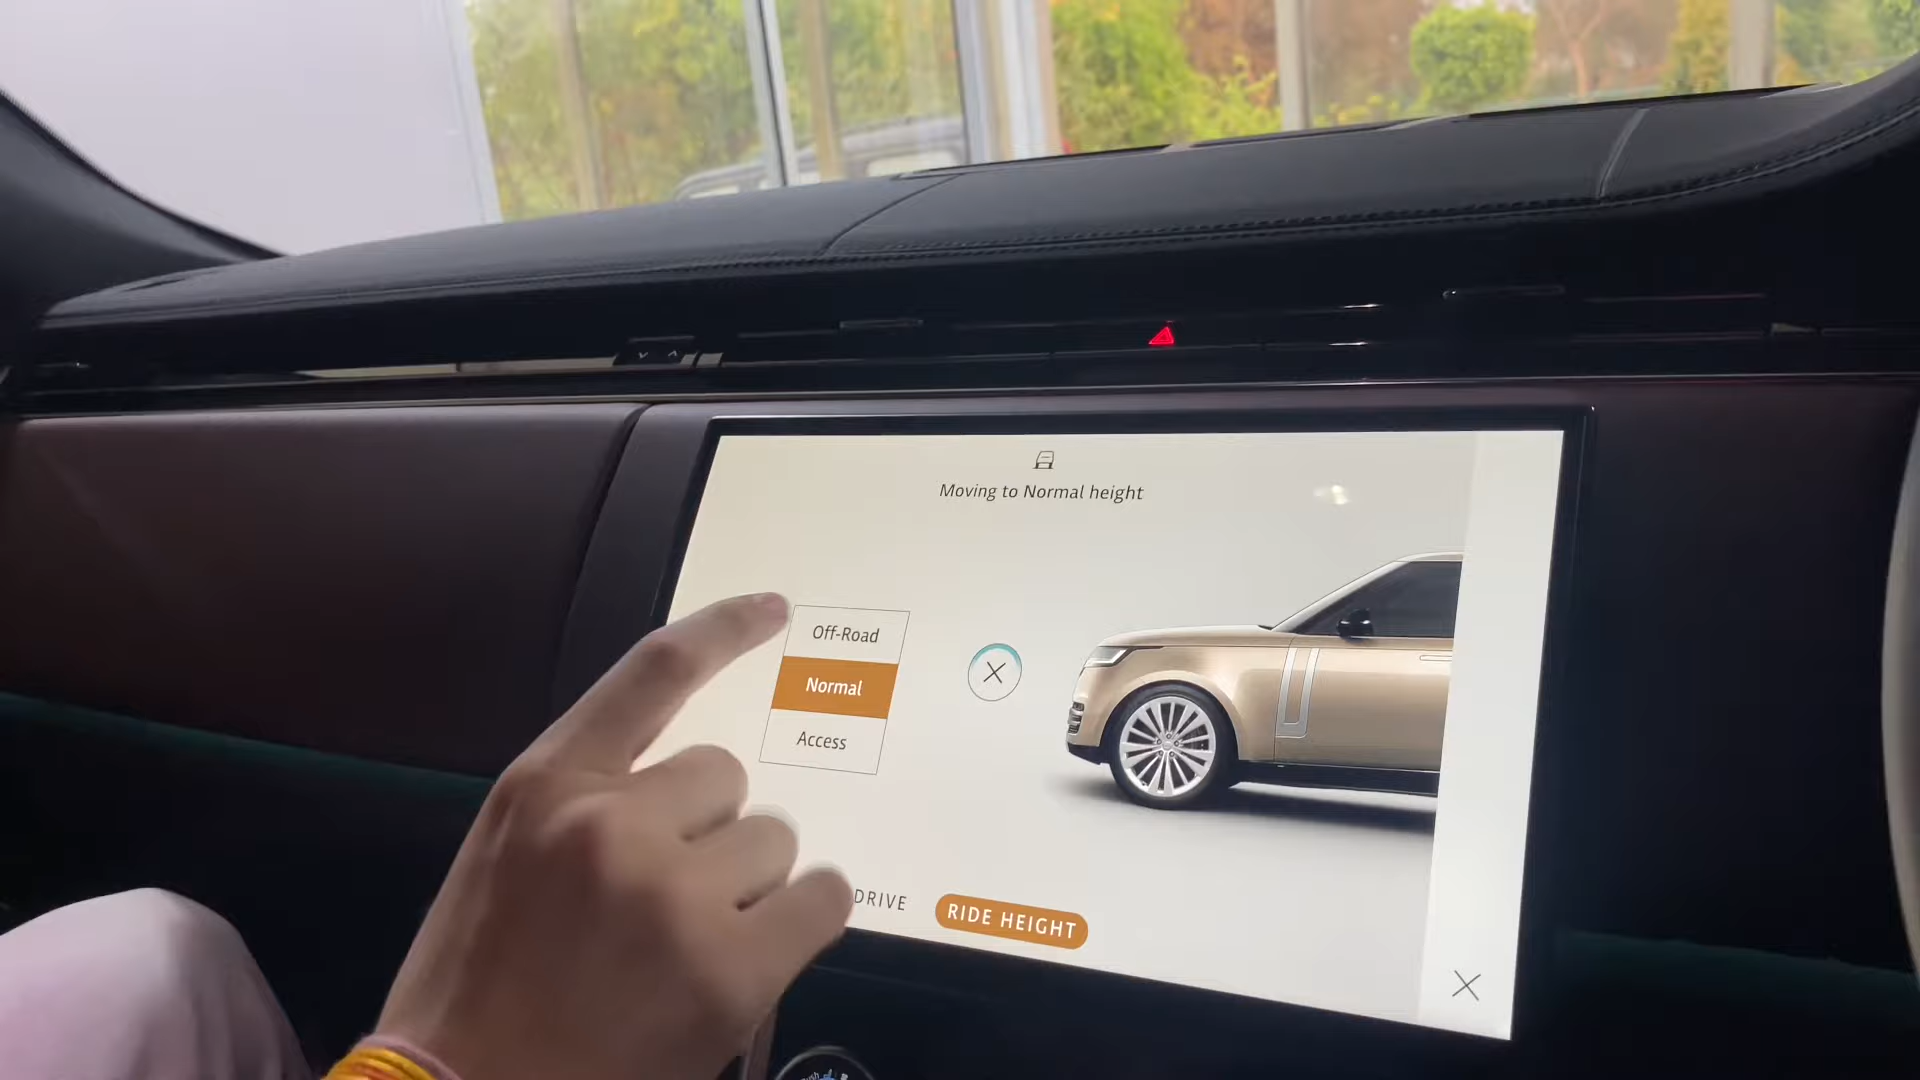 Moving to Normal height
Off-Road
Normal
Access
DRIVE
RIDE HEIGHT